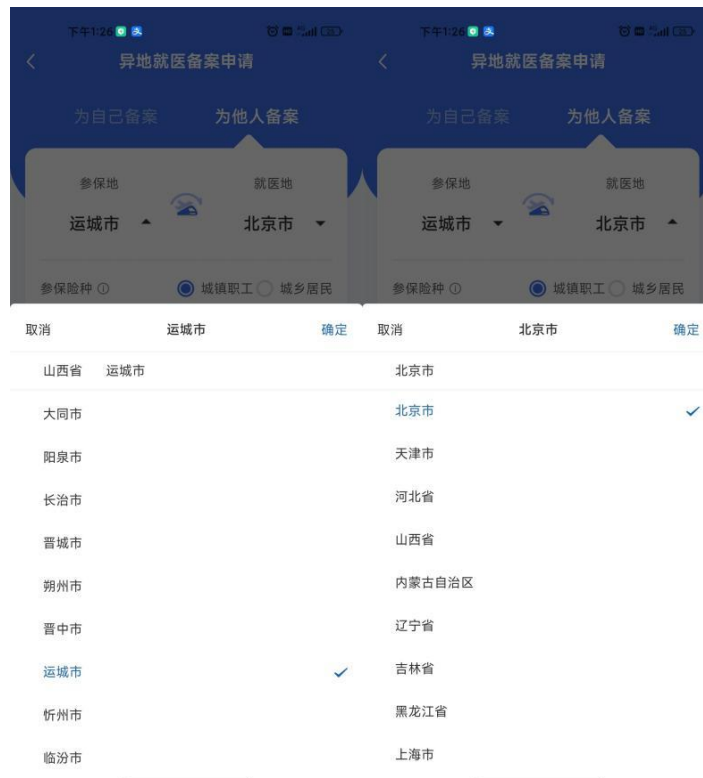 下午1:26
异地就医备案申请
为自己备案 为他人备案
参保地 就医地
运城市 北京市
参保险种 城镇职工 城乡居民
取消 运城市 确定
山西省 运城市
大同市
阳泉市
长治市
晋城市
朔州市
晋中市
运城市
忻州市
临汾市
下午1:26
异地就医备案申请
为自己备案 为他人备案
参保地 就医地
运城市 北京市
参保险种 城镇职工 城乡居民
取消 北京市 确定
北京市
北京市
天津市
河北省
山西省
内蒙古自治区
辽宁省
吉林省
黑龙江省
上海市